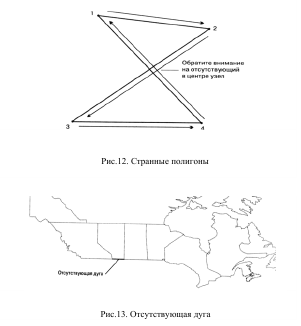 1
2
Обратите внимание
на отсутствующий
в центре узел
3
4
Рис.12. Странные полигоны
Отсутствующая дуга
Рис.13. Отсутствующая дуга